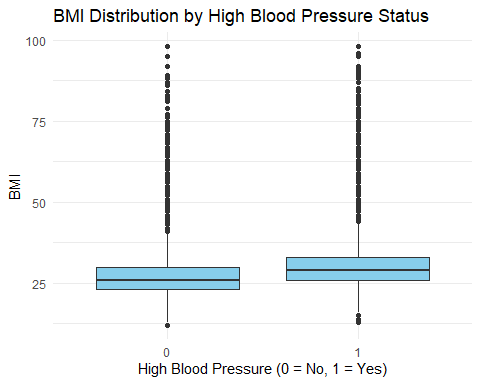 BMI Distribution by High Blood Pressure Status
100
75
50
25
BMI
0
1
High Blood Pressure (0 = No, 1 = Yes)